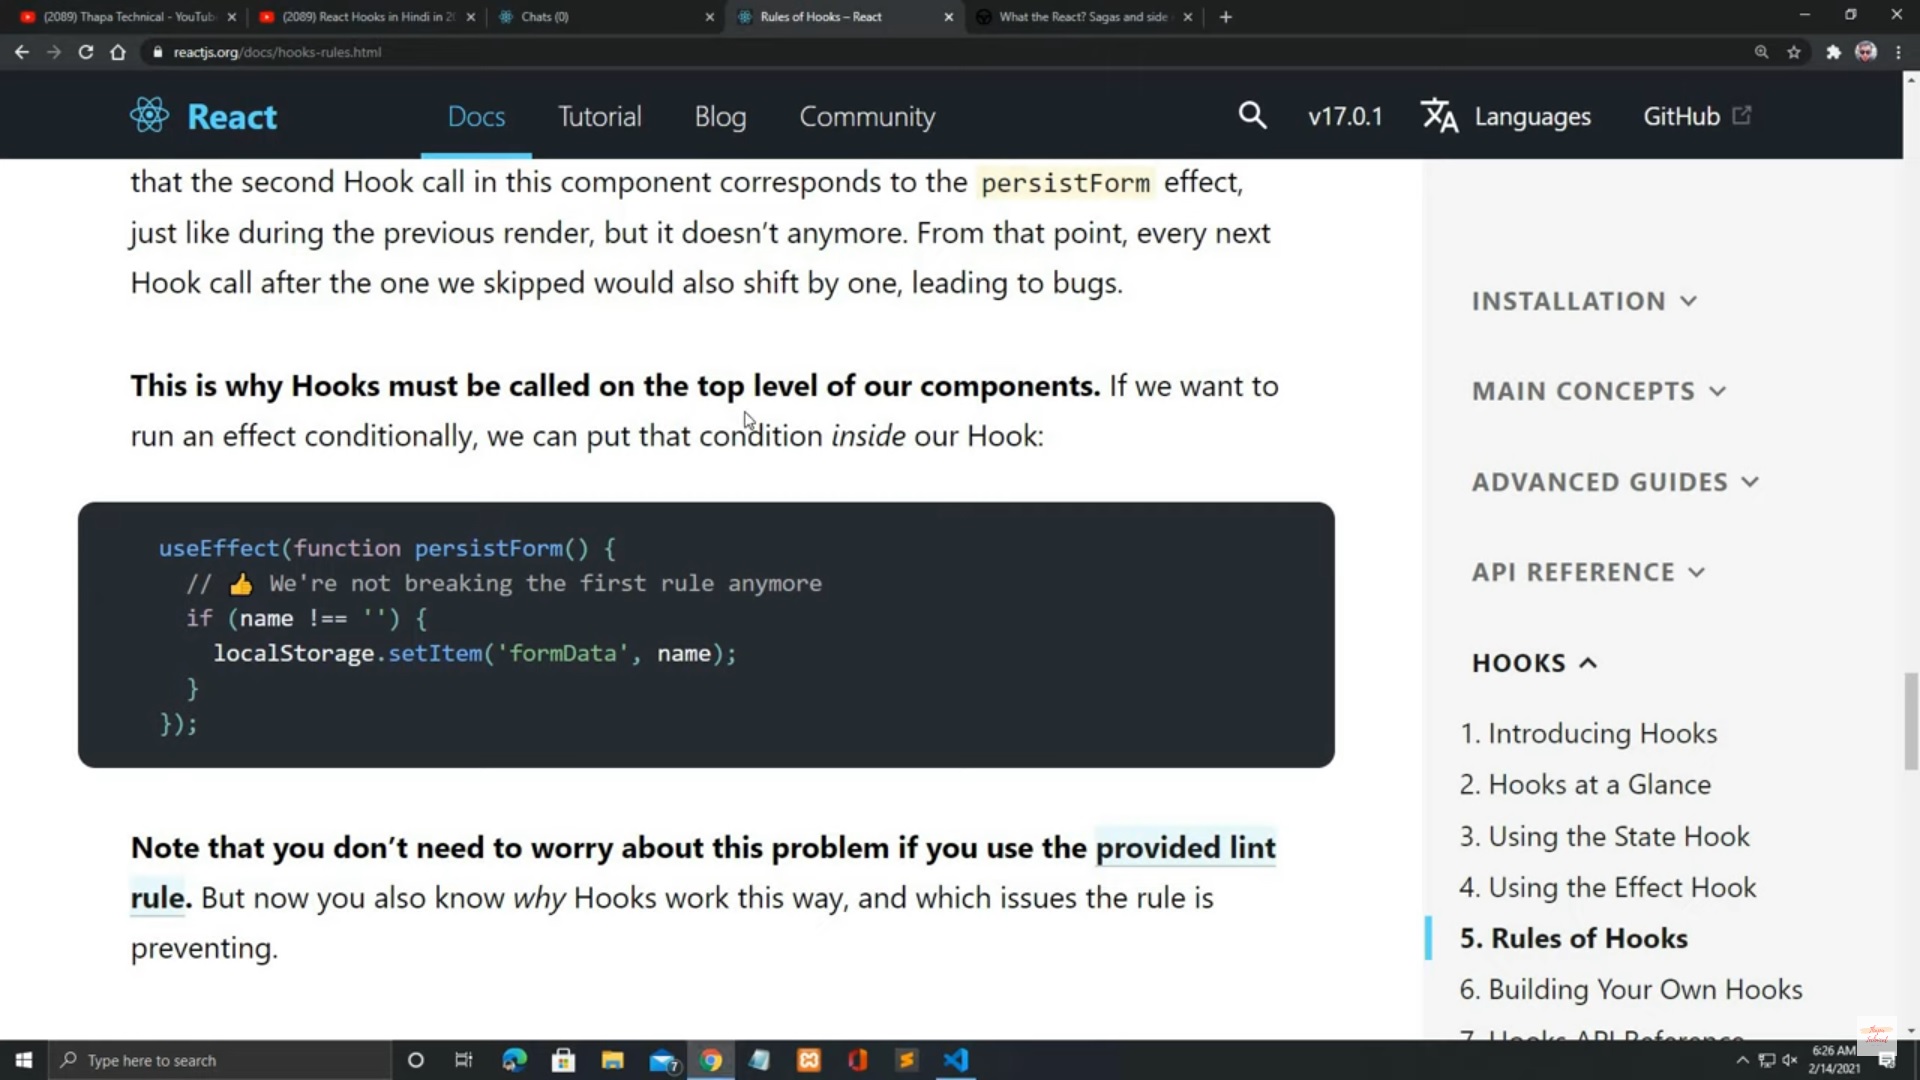 (2089) Thapa Technical - YouTub
(2089) React Hooks in Hindi in 20
Chats (0)
Rules of Hooks – React
What the React? Sagas and side
reactjs.org/docs/hooks-rules.html
React
Docs
Tutorial
Blog
Community
v17.0.1
Languages
GitHub
that the second Hook call in this component corresponds to the persistForm effect,
just like during the previous render, but it doesn’t anymore. From that point, every next
Hook call after the one we skipped would also shift by one, leading to bugs.
This is why Hooks must be called on the top level of our components. If we want to
run an effect conditionally, we can put that condition inside our Hook:
useEffect(function persistForm() {
// 👍 We're not breaking the first rule anymore
if (name !== '') {
localStorage.setItem('formData', name);
}
});
Note that you don’t need to worry about this problem if you use the provided lint
rule. But now you also know why Hooks work this way, and which issues the rule is
preventing.
INSTALLATION
MAIN CONCEPTS
ADVANCED GUIDES
API REFERENCE
HOOKS
1. Introducing Hooks
2. Hooks at a Glance
3. Using the State Hook
4. Using the Effect Hook
5. Rules of Hooks
6. Building Your Own Hooks
7. Hooks API Reference
Type here to search
7
6:26 AM
2/14/2021